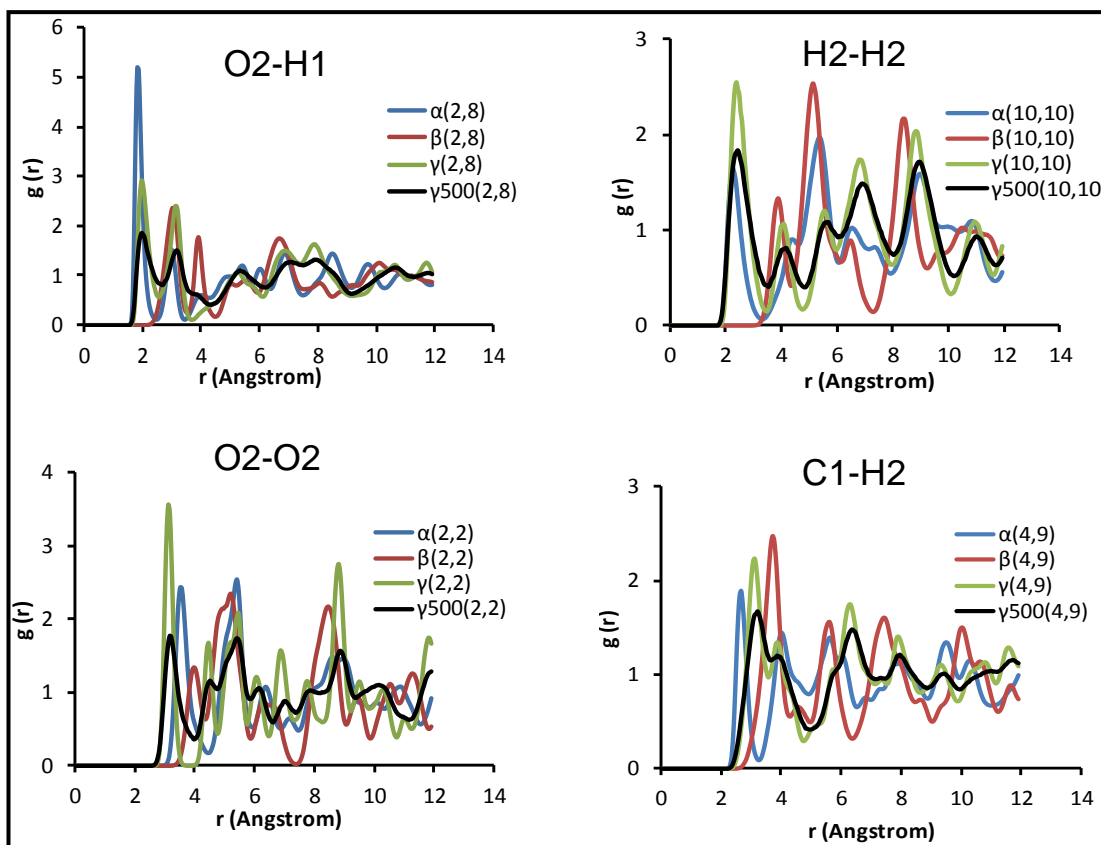 O2-H1
g (r)
6
5
4
3
2
1
0
α(2,8)
β(2,8)
γ(2,8)
γ500(2,8)
0 2 4 6 8 10 12 14
r (Angstrom)
H2-H2
g (r)
3
2
1
0
α(10,10)
β(10,10)
γ(10,10)
γ500(10,10
0 2 4 6 8 10 12 14
r (Angstrom)
O2-O2
g (r)
4
3
2
1
0
α(2,2)
β(2,2)
γ(2,2)
γ500(2,2)
0 2 4 6 8 10 12 14
r (Angstrom)
C1-H2
g (r)
3
2
1
0
α(4,9)
β(4,9)
γ(4,9)
γ500(4,9)
0 2 4 6 8 10 12 14
r (Angstrom)